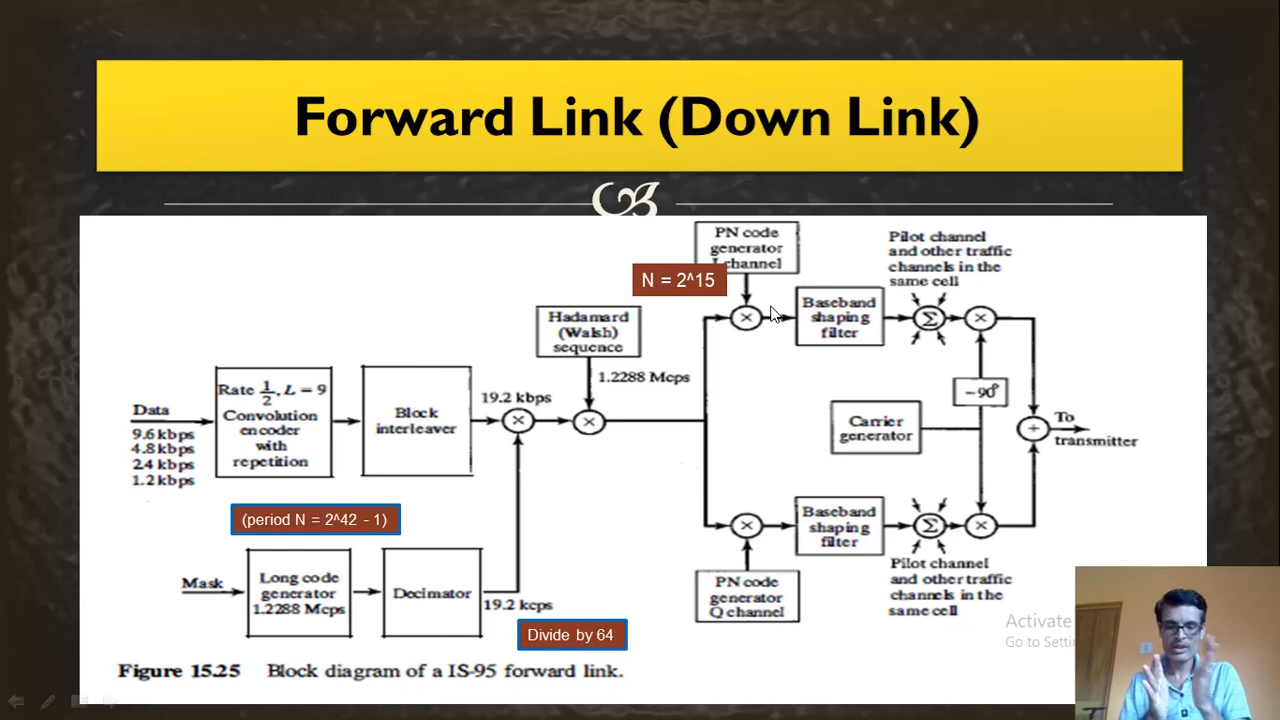 Forward Link (Down Link)
PN code
generator
channel
N = 2^15
Pilot channel
and other traffic
channels in the
same cell
Hadamard
(Walsh)
sequence
1.2288 Mcps
Baseband
shaping
filter
Data
9.6 kbps
4.8 kbps
2.4 kbps
1.2 kbps
Rate 1/2, L = 9
Convolution
encoder
with
repetition
Block
interleaver
19.2 kbps
×
×
×
×
Σ
-90°
Carrier
generator
+
To
transmitter
(period N = 2^42 - 1)
Mask
Long code
generator
1.2288 Mcps
Decimator
19.2 kcps
Divide by 64
×
Baseband
shaping
filter
Σ
×
PN code
generator
Q channel
Pilot channel
and other traffic
channels in the
same cell
Activate
Go to Setti
Figure 15.25 Block diagram of a IS-95 forward link.